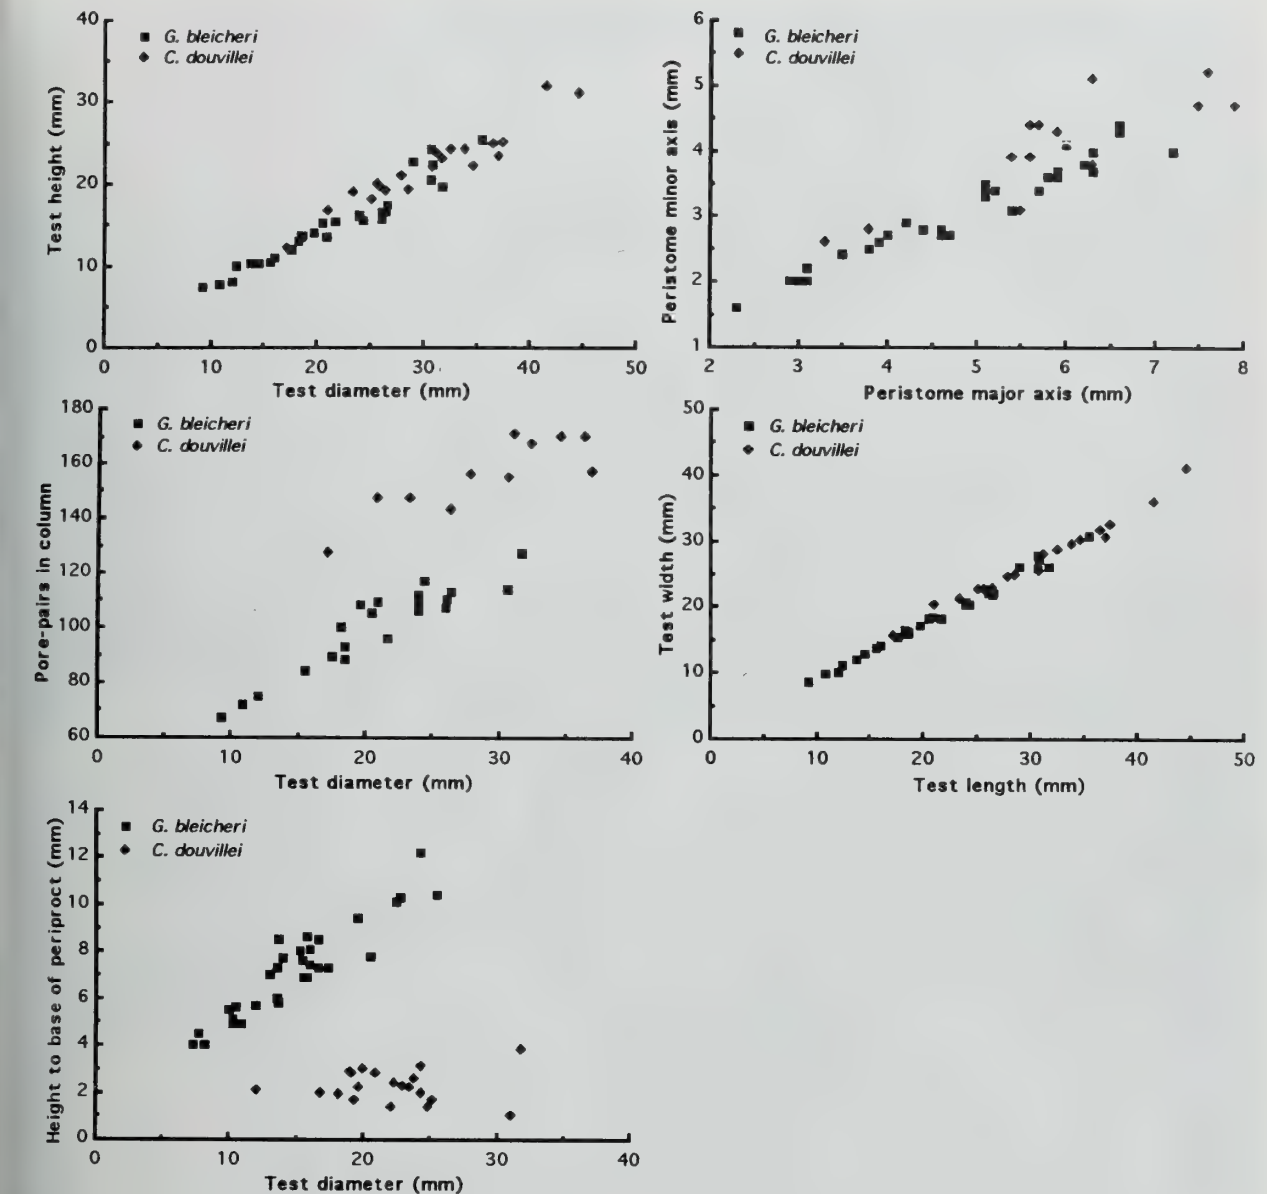 40
30
20
10
0
Test height (mm)
G. bleicheri
C. douvillei
0 10 20 30 40 50
Test diameter (mm)
6
5
4
3
2
1
Peristome minor axis (mm)
G. bleicheri
C. douvillei
2 3 4 5 6 7 8
Peristome major axis (mm)
180
160
140
120
100
80
60
Pore-pairs in column
G. bleicheri
C. douvillei
0 10 20 30 40
Test diameter (mm)
50
40
30
20
10
0
Test width (mm)
G. bleicheri
C. douvillei
0 10 20 30 40 50
Test length (mm)
14
12
10
8
6
4
2
0
Height to base of periproct (mm)
G. bleicheri
C. douvillei
0 10 20 30 40
Test diameter (mm)